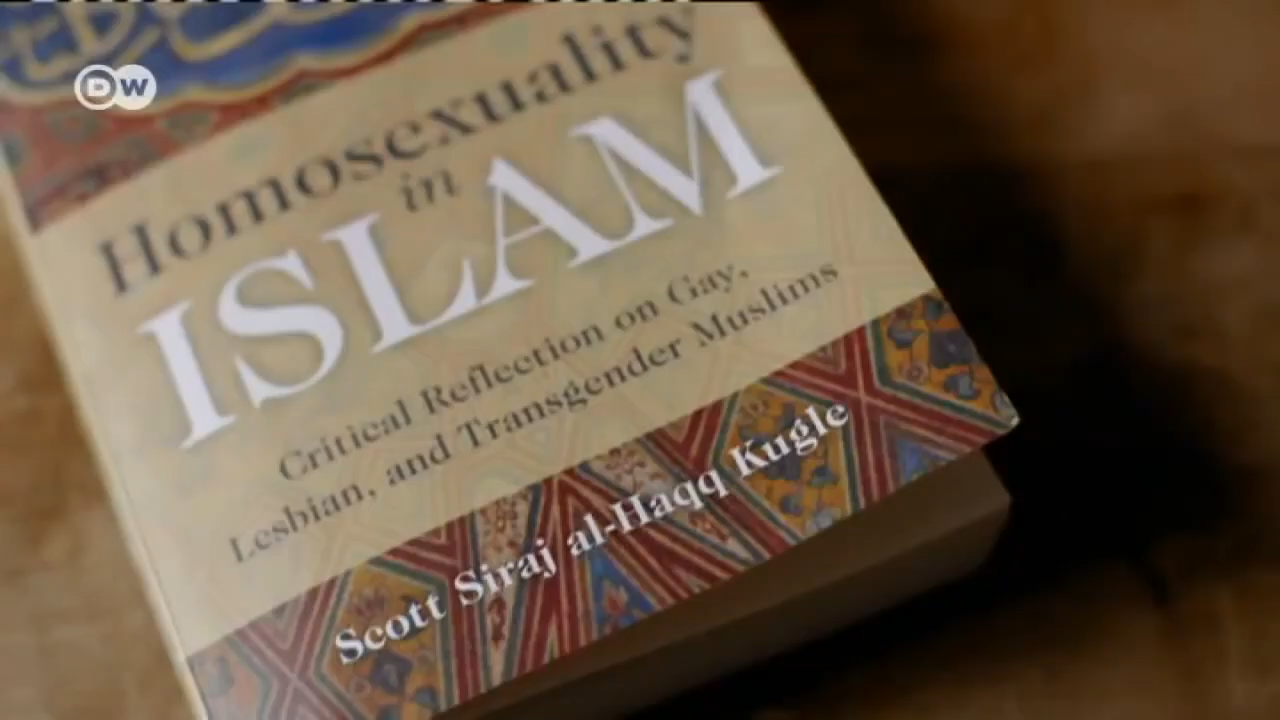 DW
Homosexuality
in
ISLAM
Critical Reflection on Gay,
Lesbian, and Transgender Muslims
Scott Siraj al-Haqq Kugle